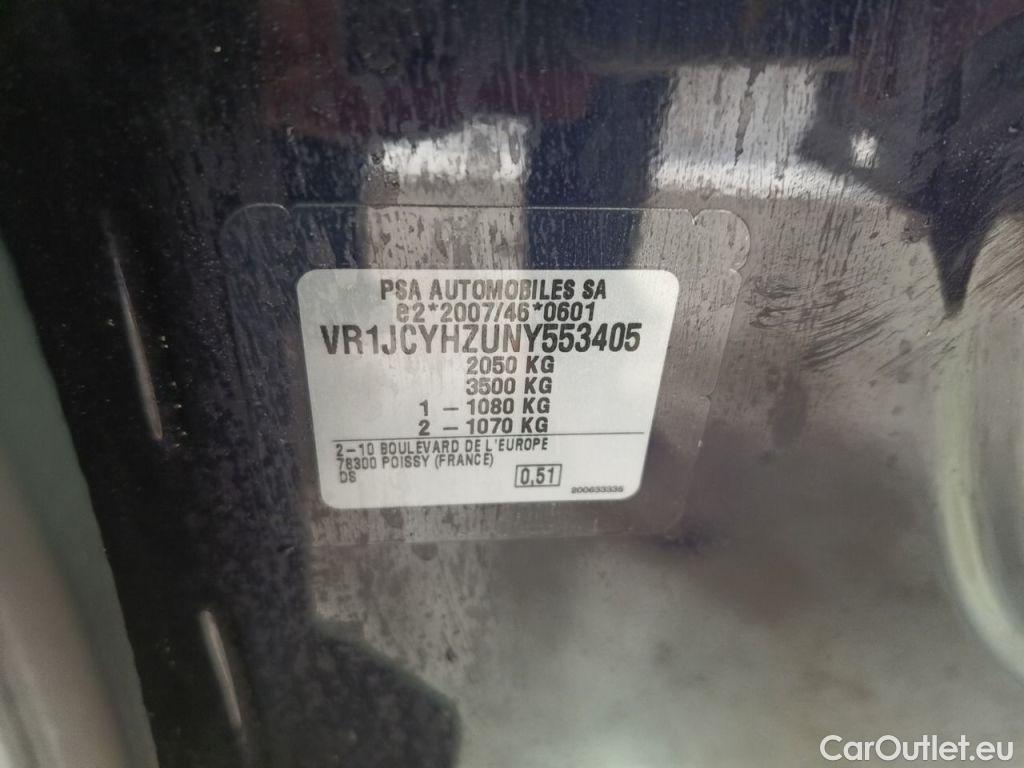 PSA AUTOMOBILES SA
e2*2007/46*0601
VR1JCYHZUNY553405
2050 KG
3500 KG
1 - 1080 KG
2 - 1070 KG
2-10 BOULEVARD DE L'EUROPE
78300 POISSY (FRANCE)
DS
0,51
200633335
CarOutlet.eu